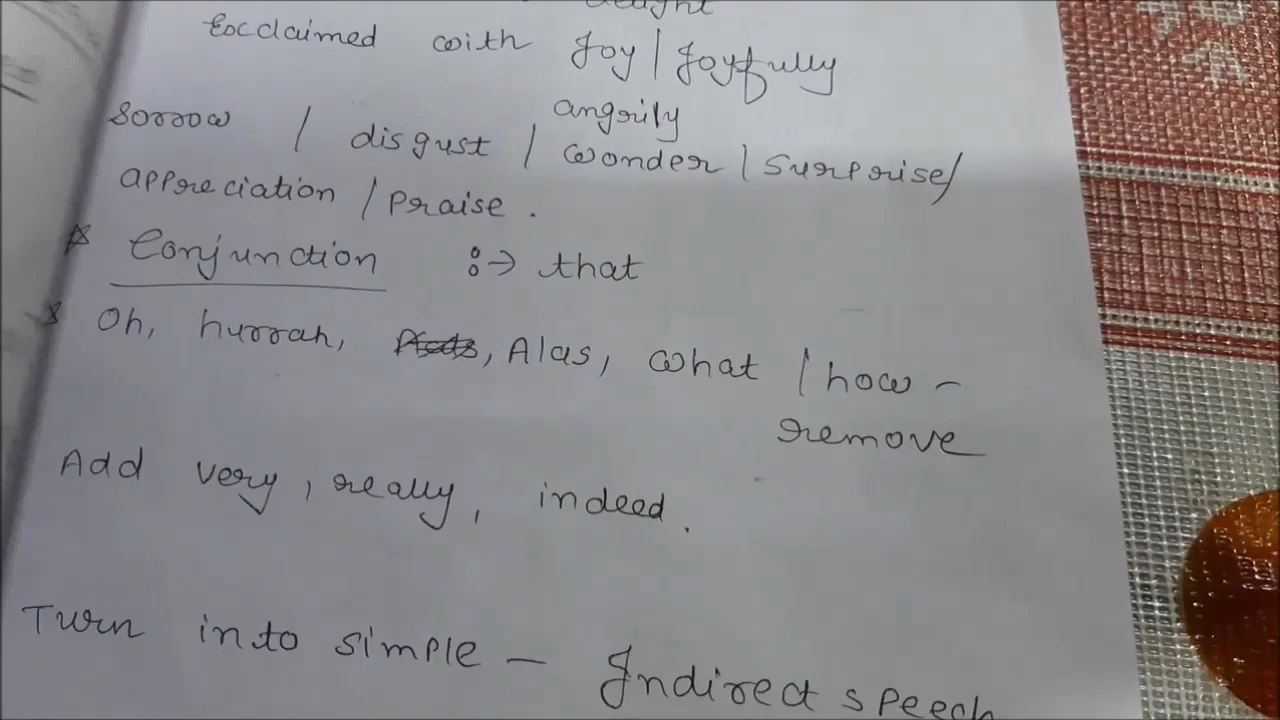 delight
Exclaimed with Joy / Joyfully
angrily
sorrow / disgust / wonder / surprise /
appreciation / praise .
* Conjunction :-> that
* Oh, hurrah, , Alas, what / how -
remove
Add very, really, indeed.
Turn into simple - Indirect speech